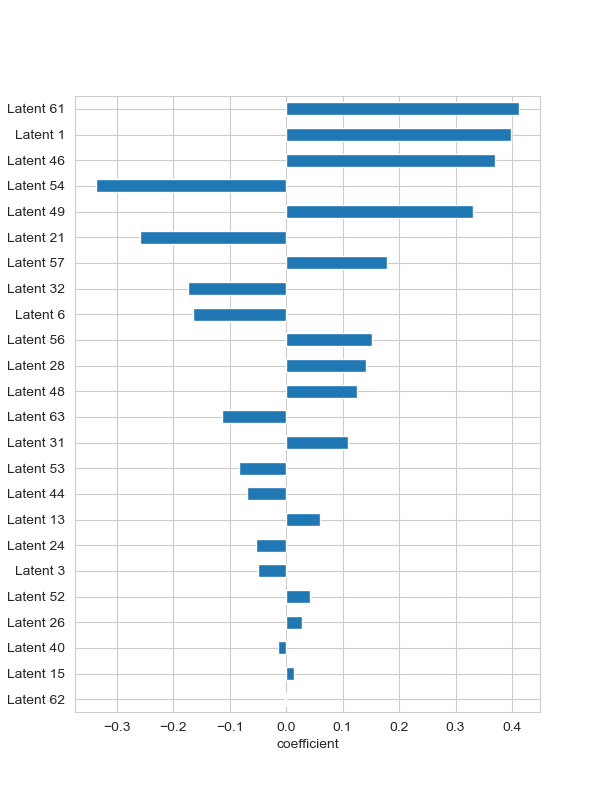 Latent 61
Latent 1
Latent 46
Latent 54
Latent 49
Latent 21
Latent 57
Latent 32
Latent 6
Latent 56
Latent 28
Latent 48
Latent 63
Latent 31
Latent 53
Latent 44
Latent 13
Latent 24
Latent 3
Latent 52
Latent 26
Latent 40
Latent 15
Latent 62
−0.3 −0.2 −0.1 0.0 0.1 0.2 0.3 0.4
coefficient